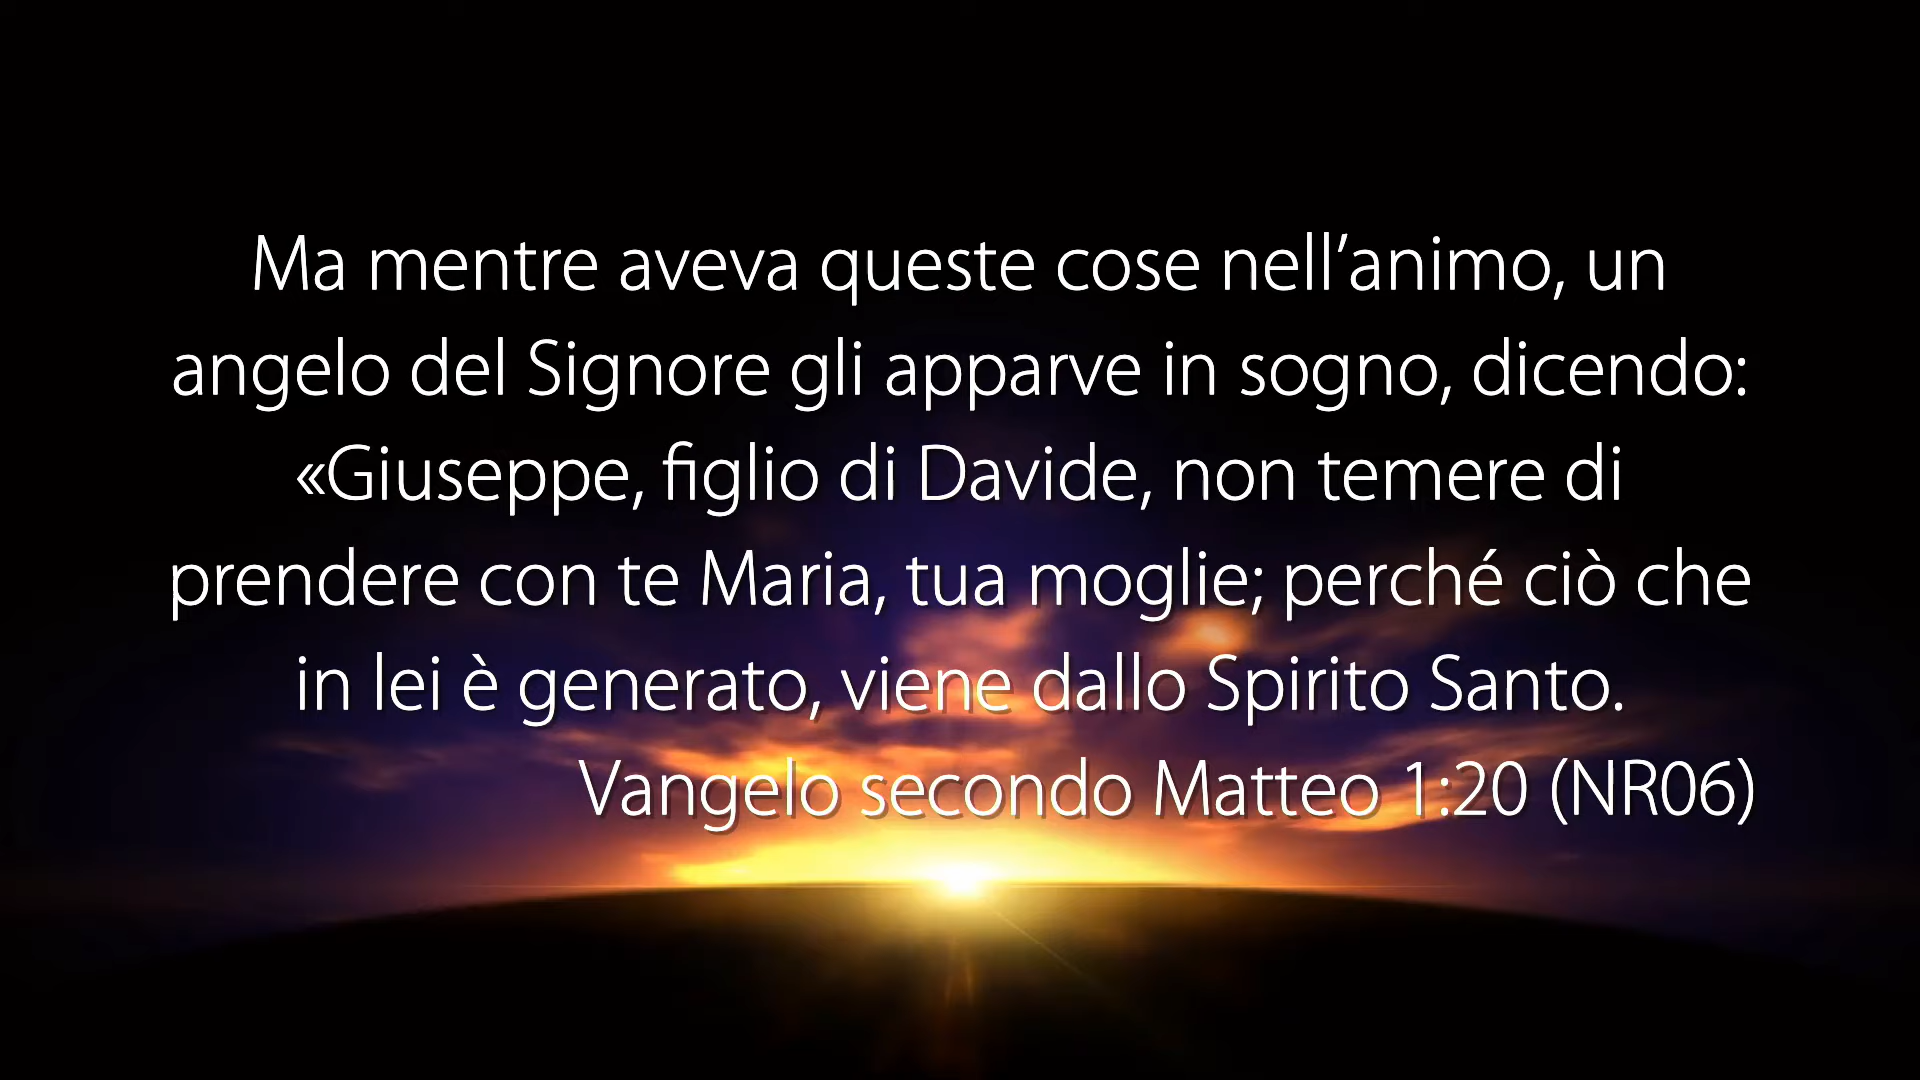 Ma mentre aveva queste cose nell’animo, un
angelo del Signore gli apparve in sogno, dicendo:
«Giuseppe, figlio di Davide, non temere di
prendere con te Maria, tua moglie; perché ciò che
in lei è generato, viene dallo Spirito Santo.
Vangelo secondo Matteo 1:20 (NR06)